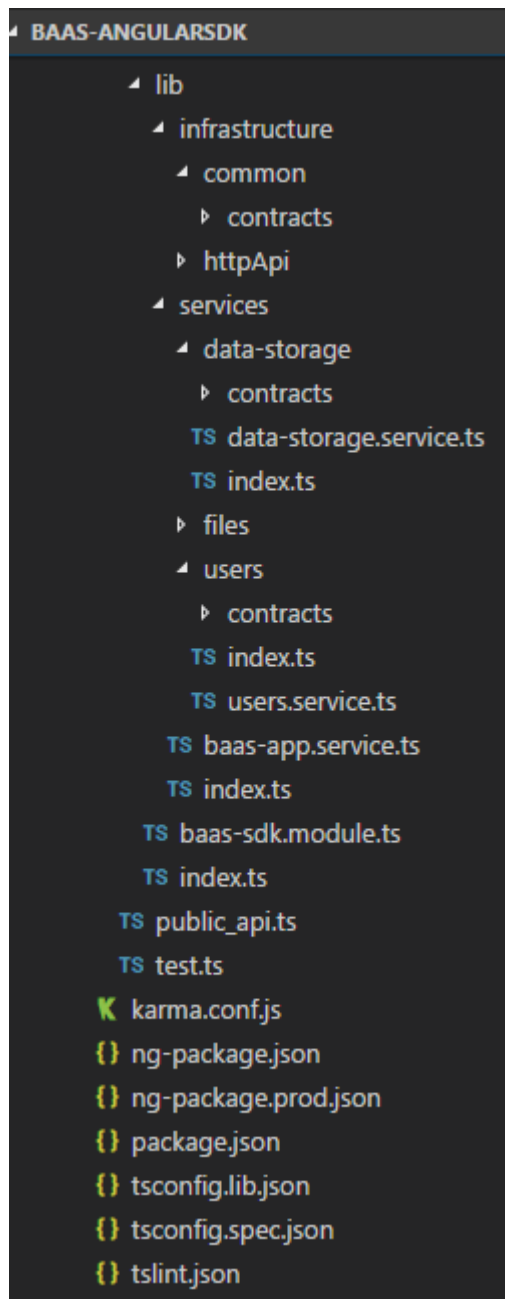 BAAS-ANGULARSDK
lib
infrastructure
common
contracts
httpApi
services
data-storage
contracts
TS data-storage.service.ts
TS index.ts
files
users
contracts
TS index.ts
TS users.service.ts
TS baas-app.service.ts
TS index.ts
TS baas-sdk.module.ts
TS index.ts
TS public_api.ts
TS test.ts
K karma.conf.js
{} ng-package.json
{} ng-package.prod.json
{} package.json
{} tsconfig.lib.json
{} tsconfig.spec.json
{} tslint.json